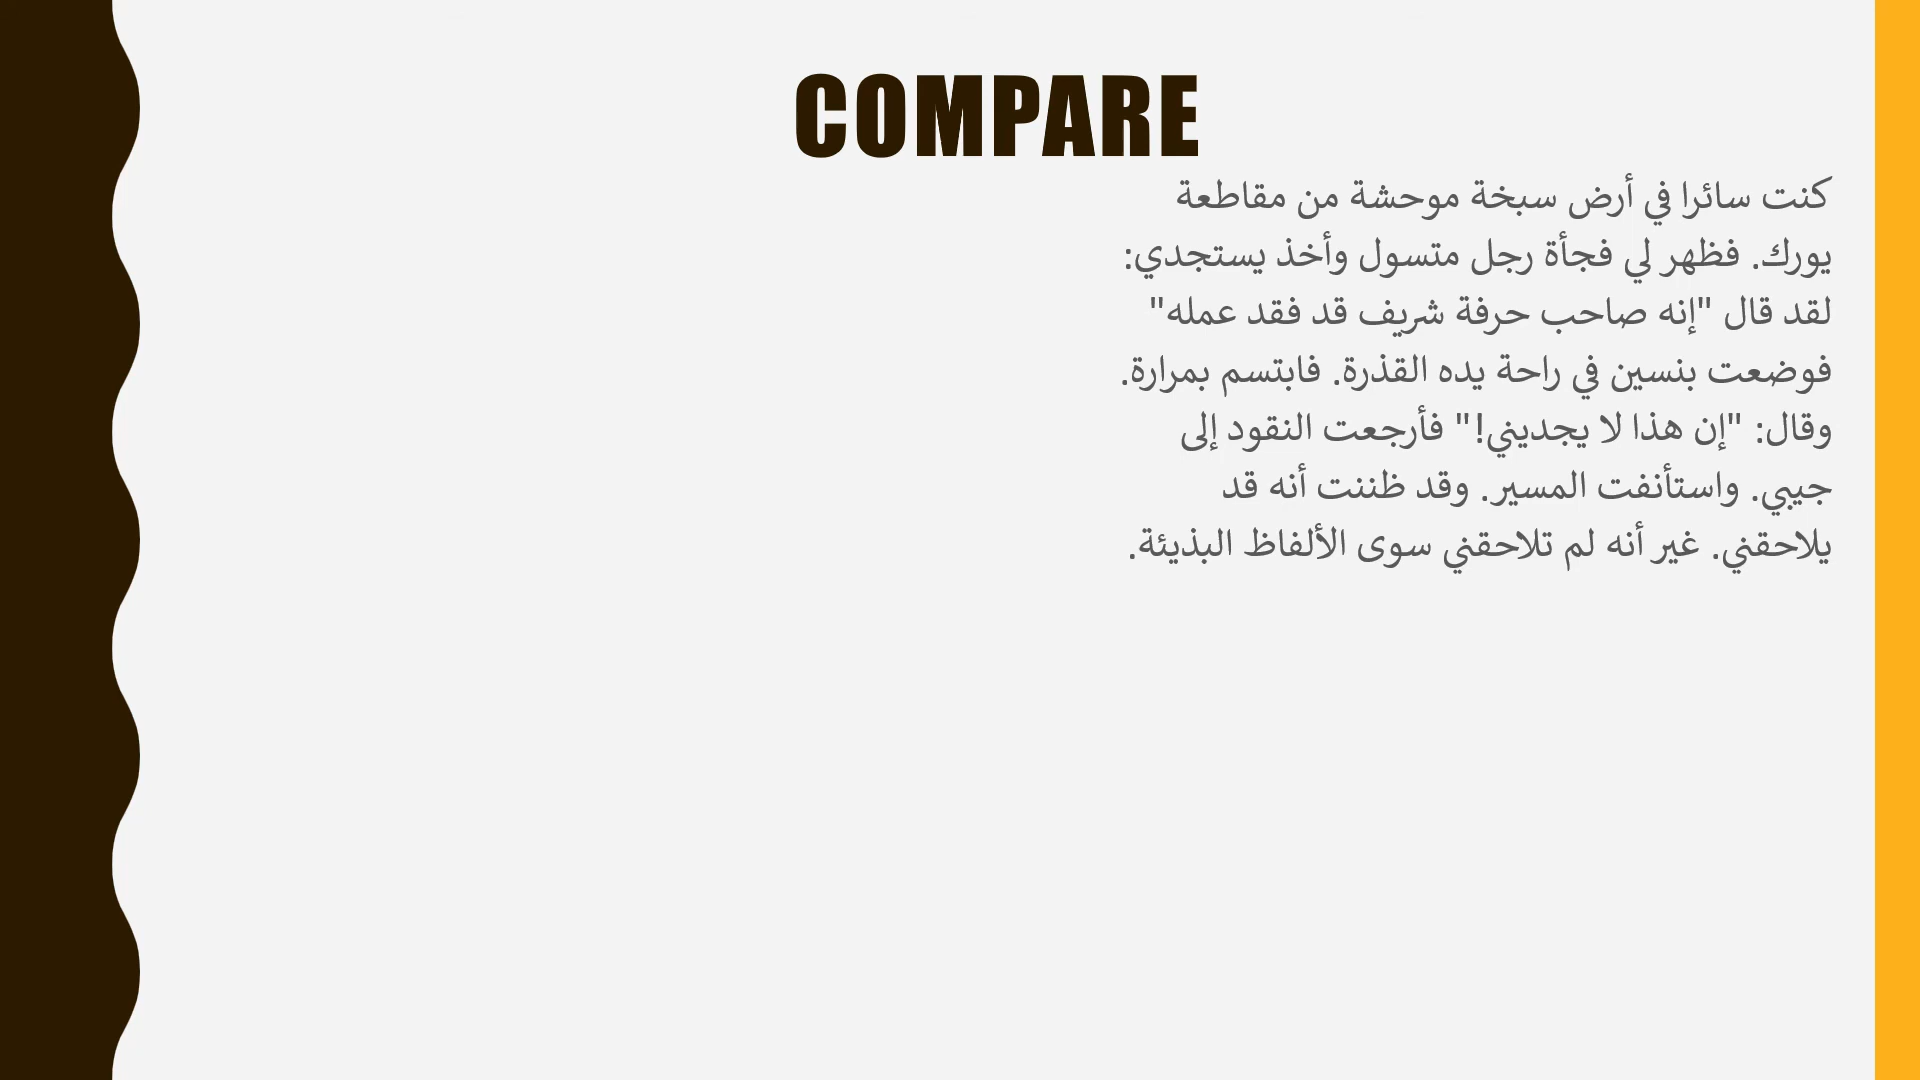 COMPARE
كنت سائرا في أرض سبخة موحشة من مقاطعة
يورك. فظهر لي فجأة رجل متسول وأخذ يستجدي:
لقد قال "إنه صاحب حرفة شريف قد فقد عمله"
فوضعت بنسين في راحة يده القذرة. فابتسم بمرارة.
وقال: "إن هذا لا يجديني!" فأرجعت النقود إلى
جيبي. واستأنفت المسير. وقد ظننت أنه قد
يلاحقني. غير أنه لم تلاحقني سوى الألفاظ البذيئة.